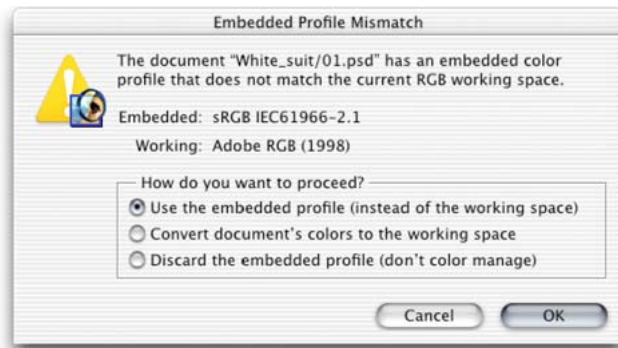 Embedded Profile Mismatch
The document “White_suit/01.psd” has an embedded color
profile that does not match the current RGB working space.
Embedded: sRGB IEC61966-2.1
Working: Adobe RGB (1998)
How do you want to proceed?
Use the embedded profile (instead of the working space)
Convert document's colors to the working space
Discard the embedded profile (don't color manage)
Cancel
OK